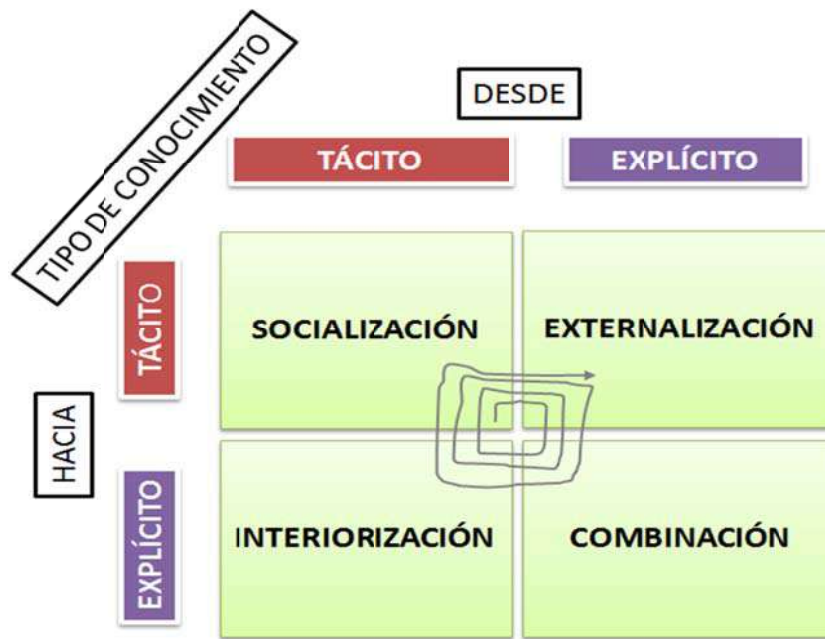 TIPO DE CONOCIMIENTO
DESDE
TÁCITO
EXPLÍCITO
HACIA
TÁCITO
SOCIALIZACIÓN
EXTERNALIZACIÓN
EXPLÍCITO
INTERIORIZACIÓN
COMBINACIÓN